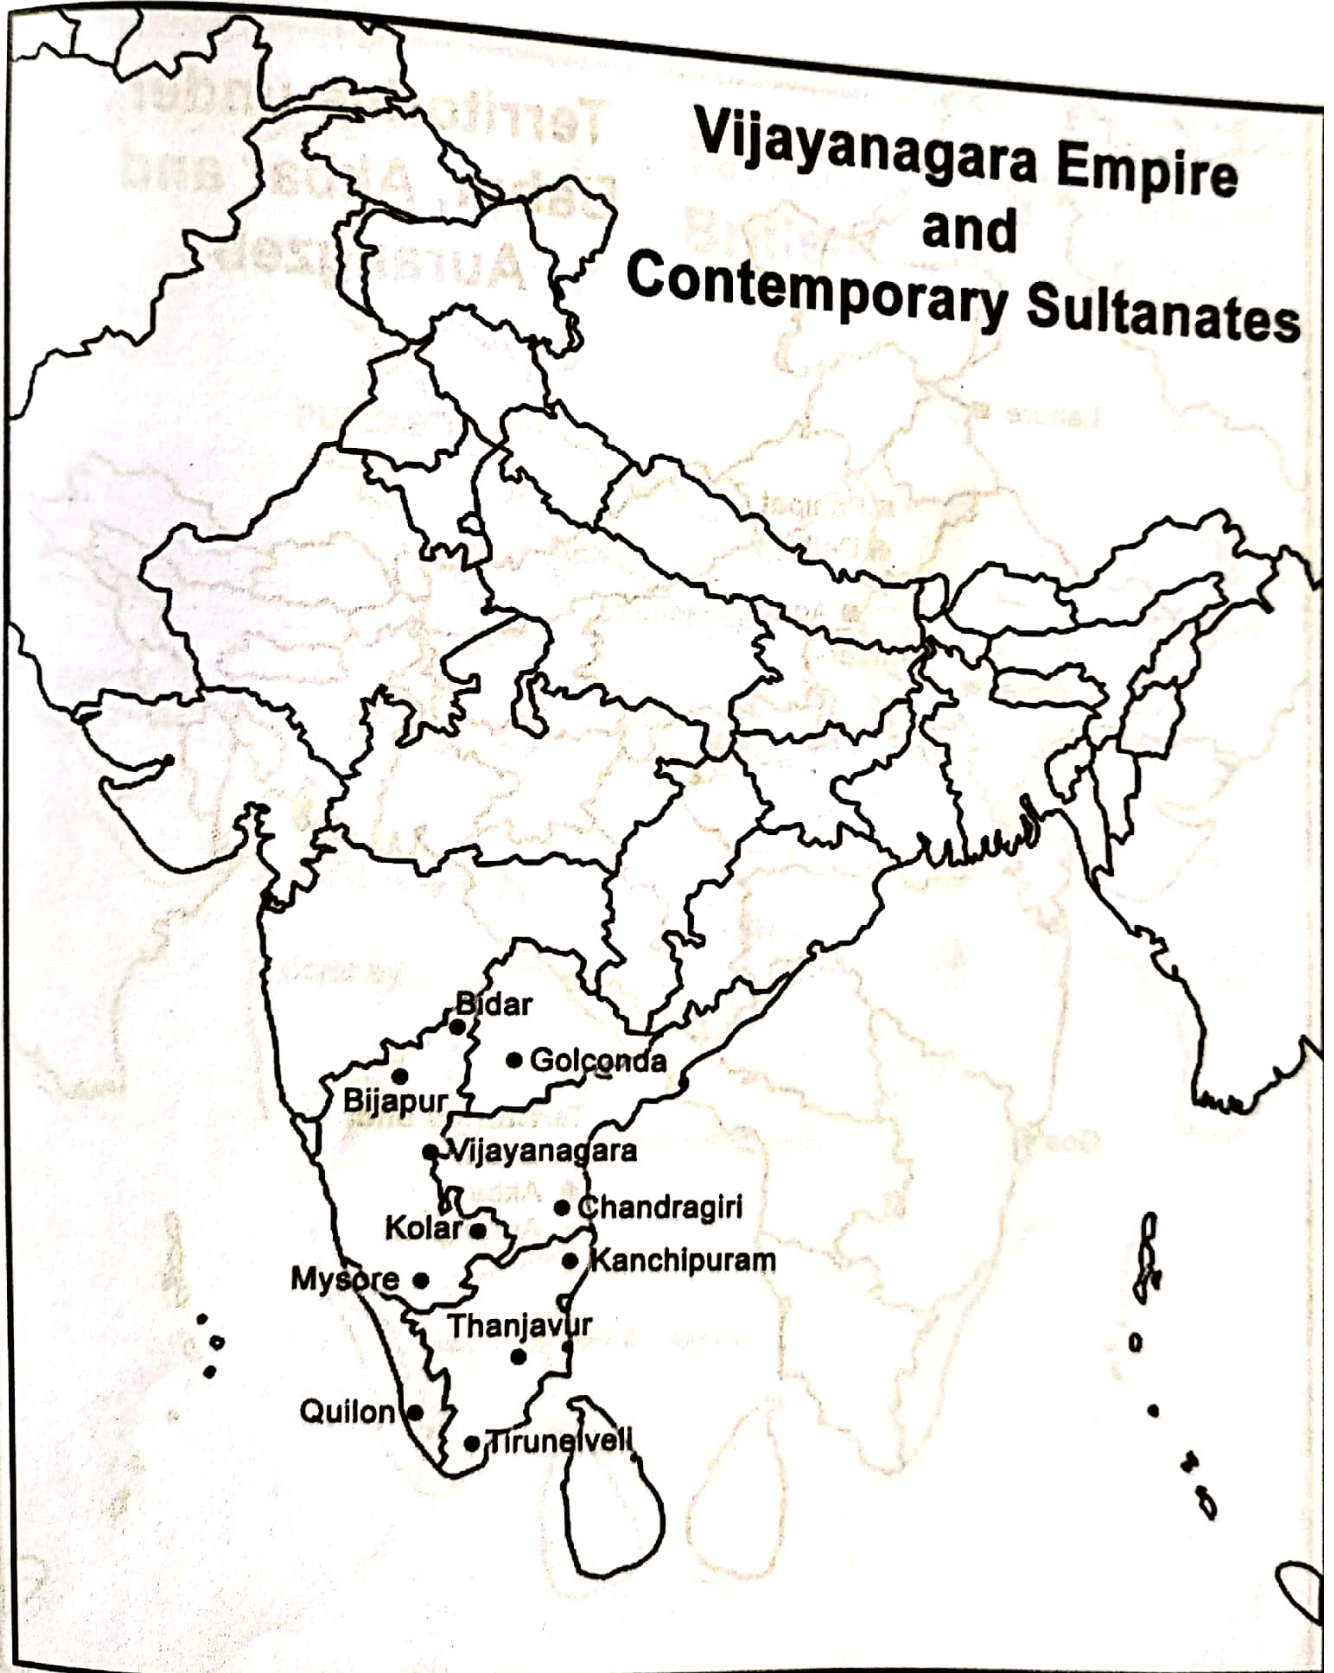 Vijayanagara Empire
and
Contemporary Sultanates
Bidar
Golconda
Bijapur
Vijayanagara
Chandragiri
Kolar
Kanchipuram
Mysore
Thanjavur
Quilon
Tirunelveli